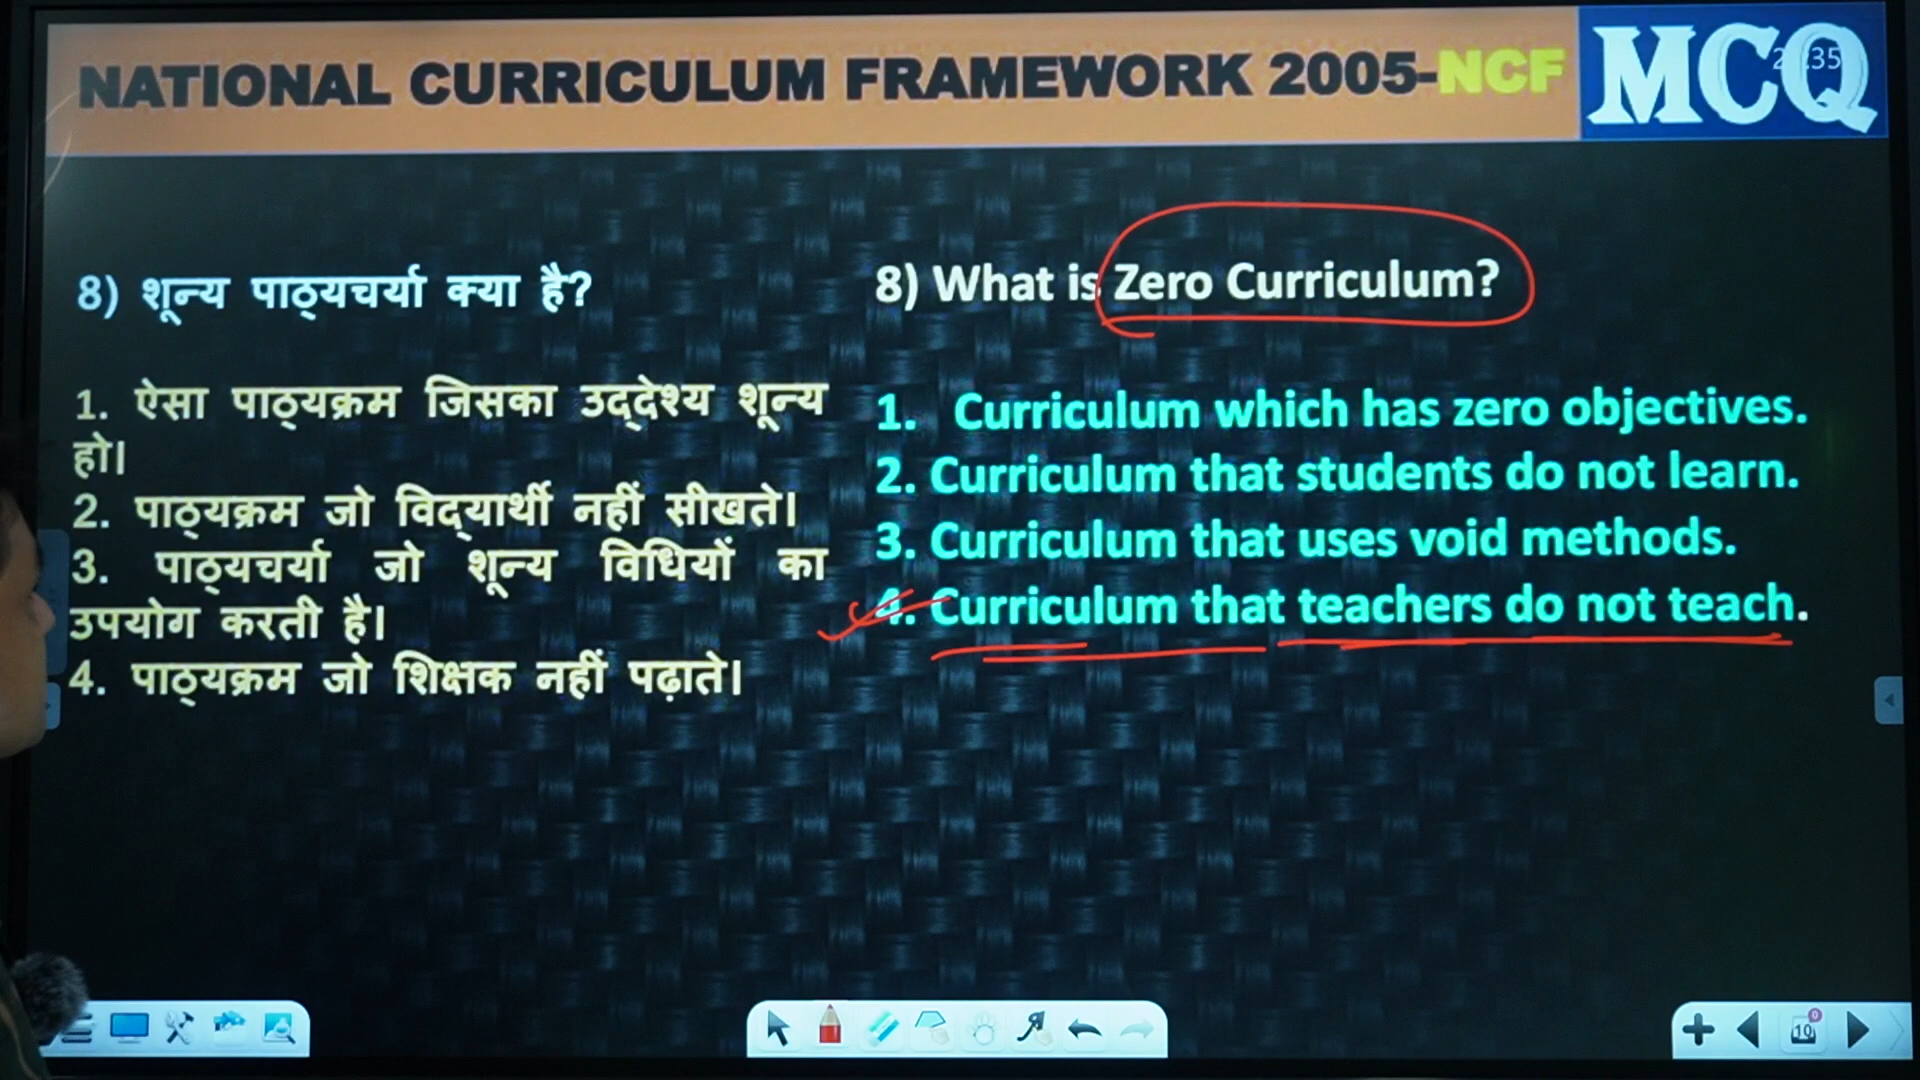 NATIONAL CURRICULUM FRAMEWORK 2005-NCF
MCQ
8) शून्य पाठ्यचर्या क्या है?
1. ऐसा पाठ्यक्रम जिसका उद्देश्य शून्य
हो।
2. पाठ्यक्रम जो विद्यार्थी नहीं सीखते।
3. पाठ्यचर्या जो शून्य विधियों का
उपयोग करती है।
4. पाठ्यक्रम जो शिक्षक नहीं पढ़ाते।
8) What is Zero Curriculum?
1. Curriculum which has zero objectives.
2. Curriculum that students do not learn.
3. Curriculum that uses void methods.
4. Curriculum that teachers do not teach.
10
0